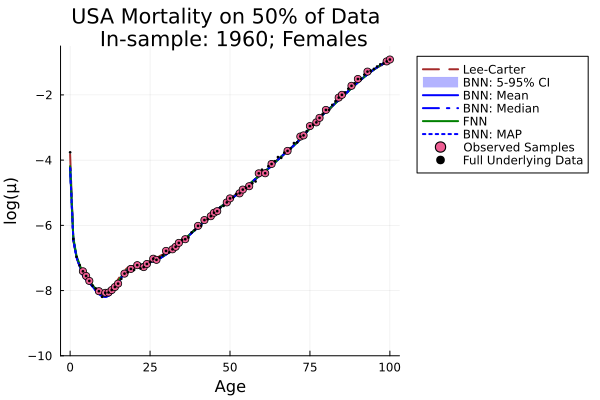 USA Mortality on 50% of Data
In-sample: 1960; Females
log(μ)
−2
−4
−6
−8
−10
0
25
50
75
100
Age
Lee-Carter
BNN: 5-95% CI
BNN: Mean
BNN: Median
FNN
BNN: MAP
Observed Samples
Full Underlying Data